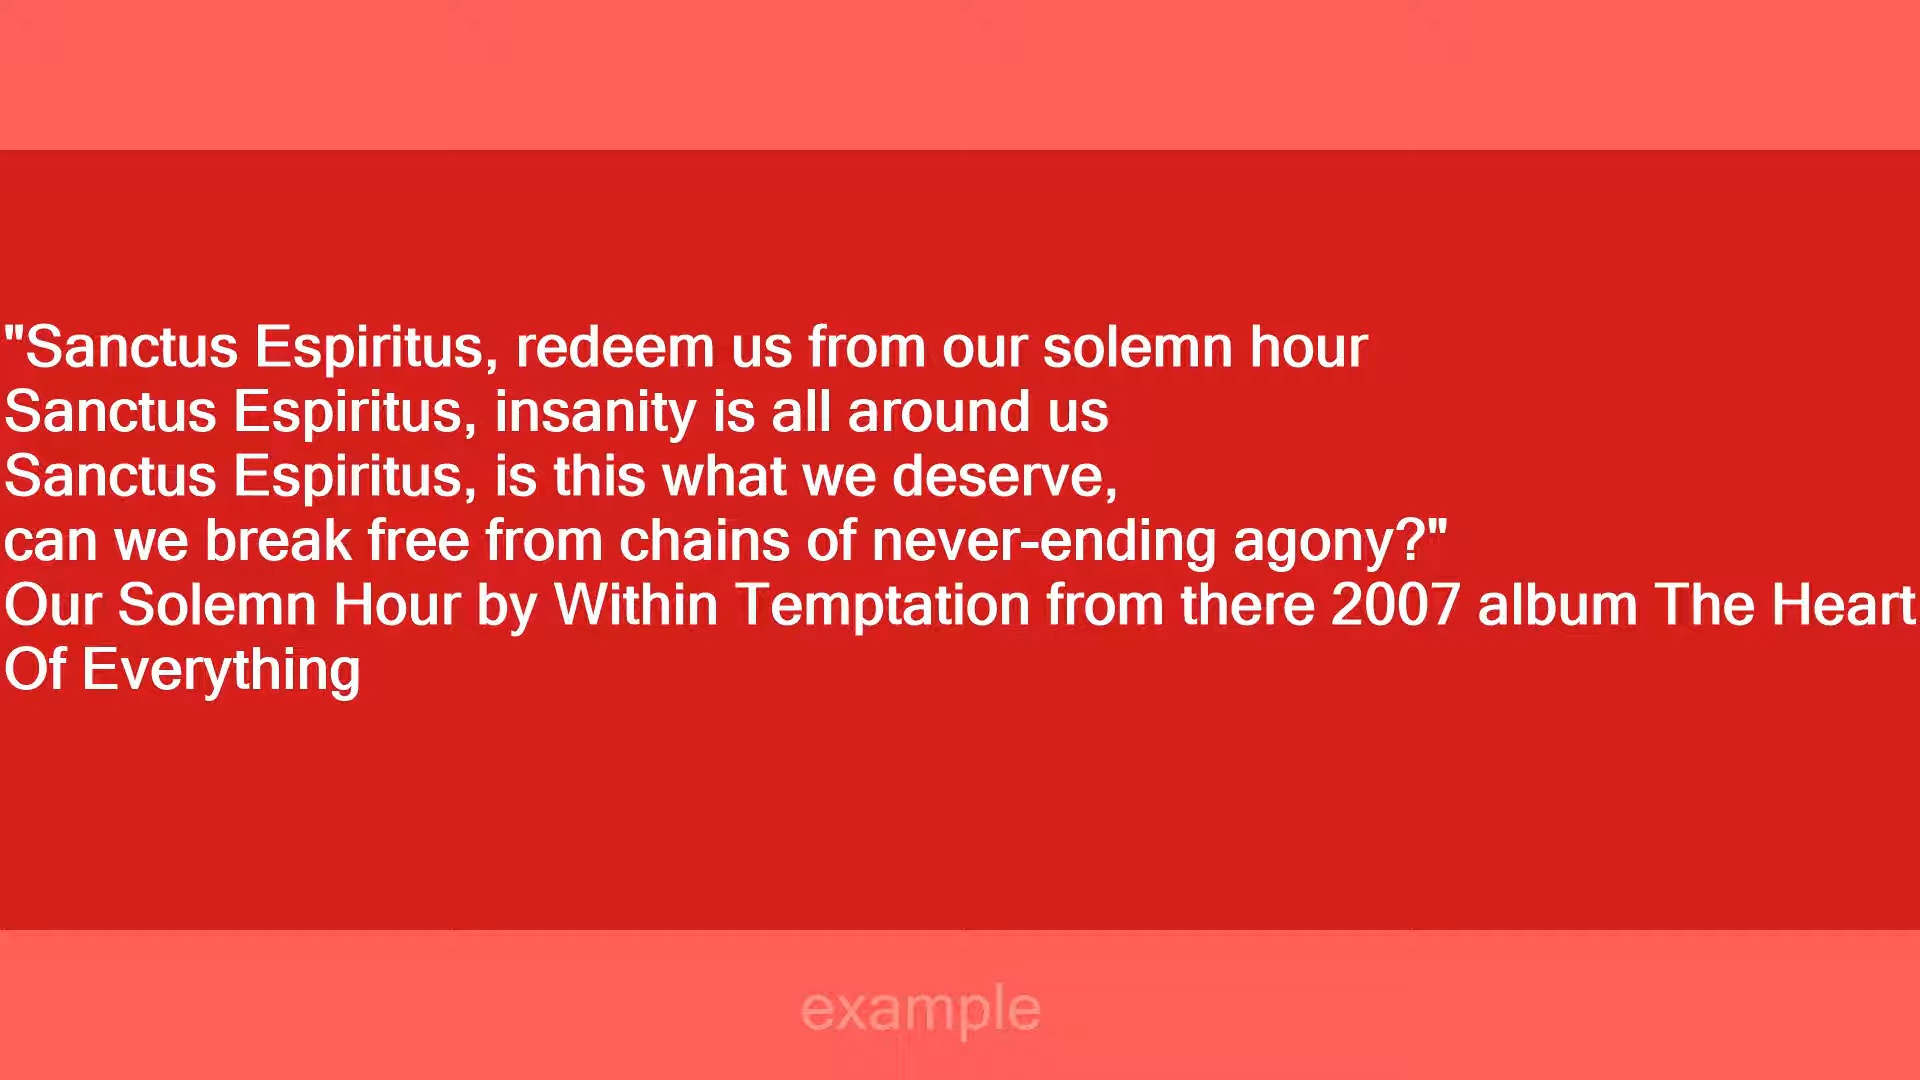 "Sanctus Espiritus, redeem us from our solemn hour
Sanctus Espiritus, insanity is all around us
Sanctus Espiritus, is this what we deserve,
can we break free from chains of never-ending agony?"
Our Solemn Hour by Within Temptation from there 2007 album The Heart
Of Everything
example